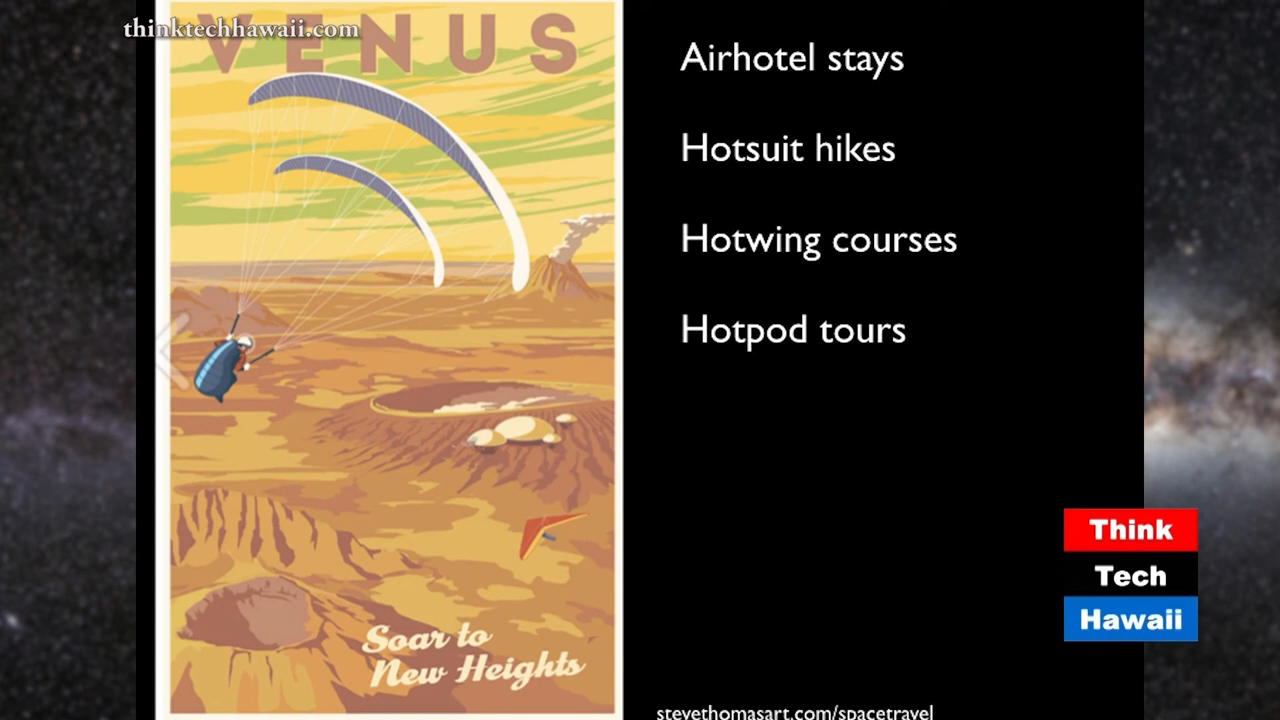 thinktechhawaii.com
VENUS
Soar to
New Heights
Airhotel stays
Hotsuit hikes
Hotwing courses
Hotpod tours
stevethomasart.com/spacetravel
Think
Tech
Hawaii